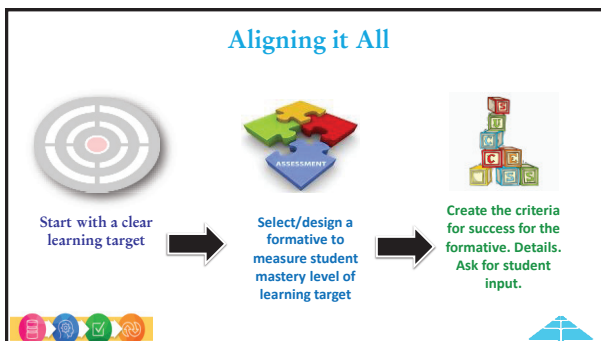 Aligning it All
ASSESSMENT
S
U
C C
C E
U S S
Start with a clear
learning target
Select/design a
formative to
measure student
mastery level of
learning target
Create the criteria
for success for the
formative. Details.
Ask for student
input.